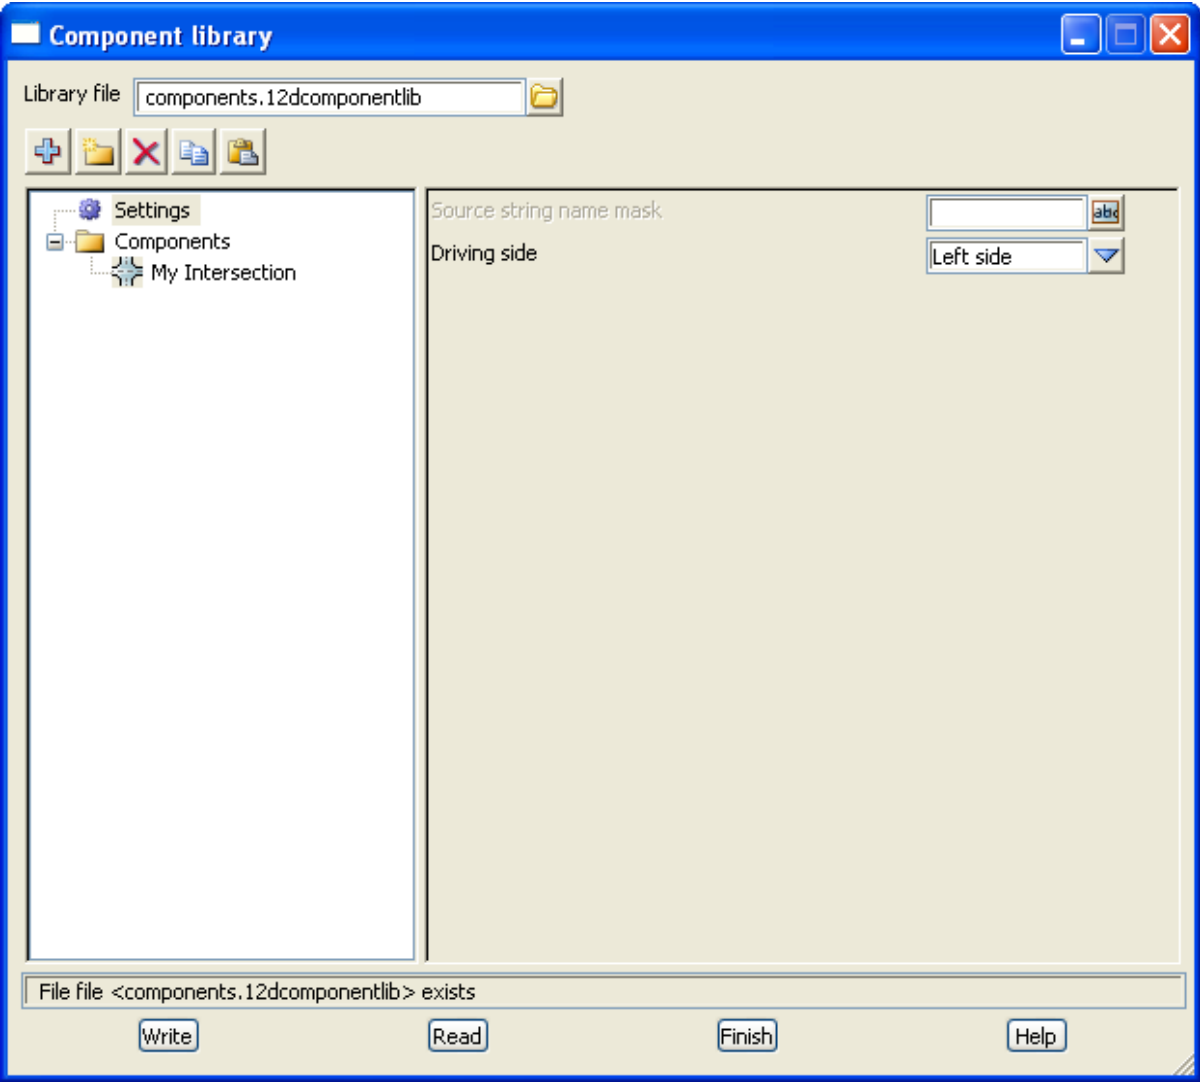 Component library
Library file components.12dcomponentlib
Settings
Components
My Intersection
Source string name mask abc
Driving side Left side
File file <components.12dcomponentlib> exists
Write Read Finish Help